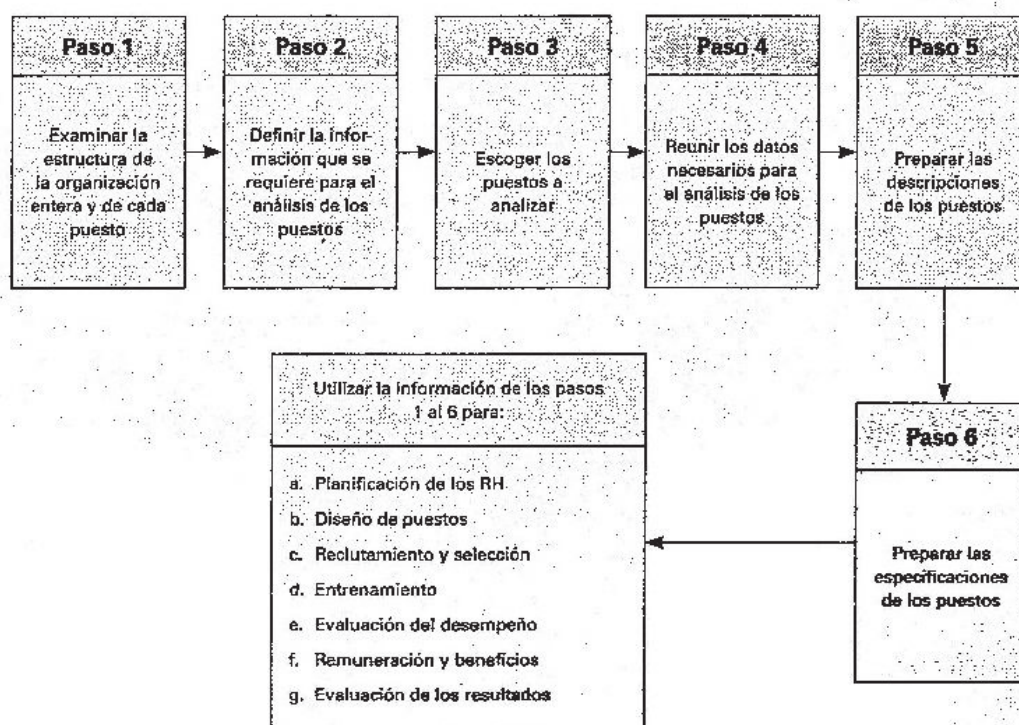 Paso 1
Examinar la
estructura de
la organización
entera y de cada
puesto
Paso 2
Definir la infor-
mación que se
requiere para el
análisis de los
puestos
Paso 3
Escoger los
puestos a
analizar
Paso 4
Reunir los datos
necesarios para
el análisis de los
puestos
Paso 5
Preparar las
descripciones
de los puestos
Paso 6
Preparar las
especificaciones
de los puestos
Utilizar la información de los pasos
1 al 6 para:
a. Planificación de los RH
b. Diseño de puestos
c. Reclutamiento y selección
d. Entrenamiento
e. Evaluación del desempeño
f. Remuneración y beneficios
g. Evaluación de los resultados